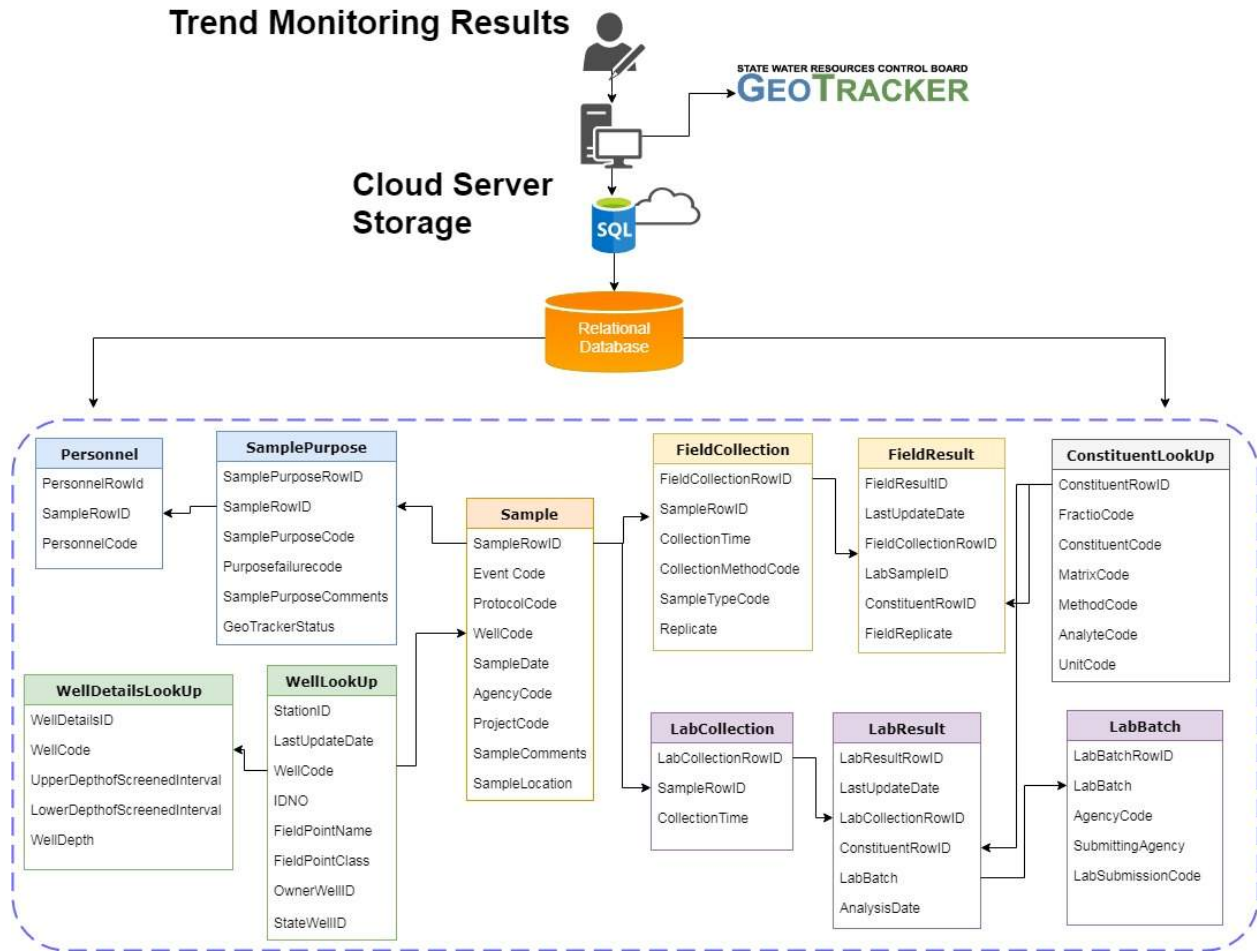 Trend Monitoring Results
STATE WATER RESOURCES CONTROL BOARD
GEOTRACKER
Cloud Server
Storage
SQL
Relational
Database
Personnel
PersonnelRowId
SampleRowID
PersonnelCode
SamplePurpose
SamplePurposeRowID
SampleRowID
SamplePurposeCode
Purposefailurecode
SamplePurposeComments
GeoTrackerStatus
WellDetailsLookUp
WellDetailsID
WellCode
UpperDepthofScreenedInterval
LowerDepthofScreenedInterval
WellDepth
WellLookUp
StationID
LastUpdateDate
WellCode
IDNO
FieldPointName
FieldPointClass
OwnerWellID
StateWellID
Sample
SampleRowID
Event Code
ProtocolCode
WellCode
SampleDate
AgencyCode
ProjectCode
SampleComments
SampleLocation
FieldCollection
FieldCollectionRowID
SampleRowID
CollectionTime
CollectionMethodCode
SampleTypeCode
Replicate
FieldResult
FieldResultID
LastUpdateDate
FieldCollectionRowID
LabSampleID
ConstituentRowID
FieldReplicate
ConstituentLookUp
ConstituentRowID
FractioCode
ConstituentCode
MatrixCode
MethodCode
AnalyteCode
UnitCode
LabCollection
LabCollectionRowID
SampleRowID
CollectionTime
LabResult
LabResultRowID
LastUpdateDate
LabCollectionRowID
ConstituentRowID
LabBatch
AnalysisDate
LabBatch
LabBatchRowID
LabBatch
AgencyCode
SubmittingAgency
LabSubmissionCode